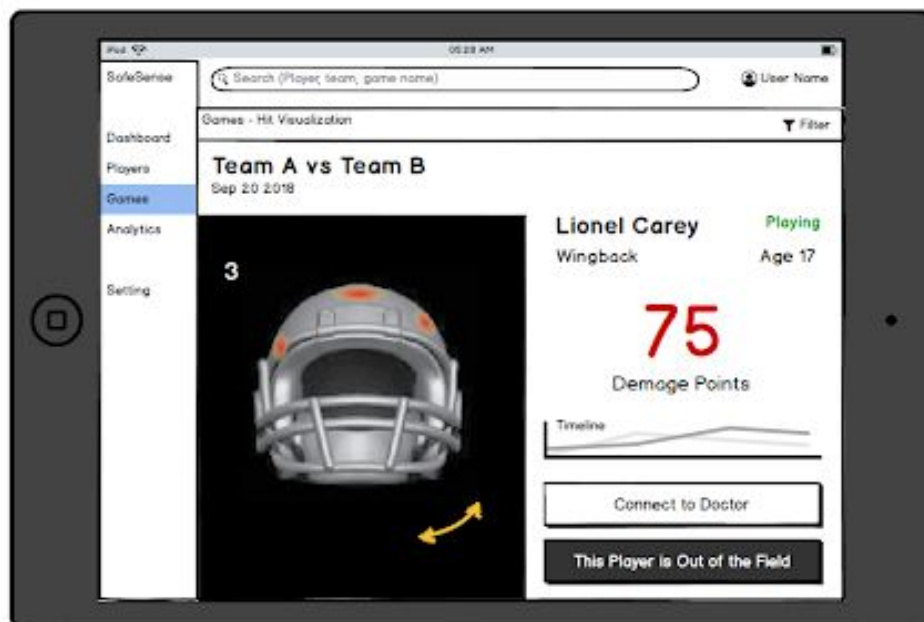 iPad 05:20 AM
SafeSense
Search (Player, team, game name)
User Name
Dashboard
Players
Games
Analytics
Setting
Games - Hit Visualization
Filter
Team A vs Team B
Sep 20 2018
3
Lionel Carey
Playing
Wingback
Age 17
75
Demage Points
Timeline
Connect to Doctor
This Player is Out of the Field